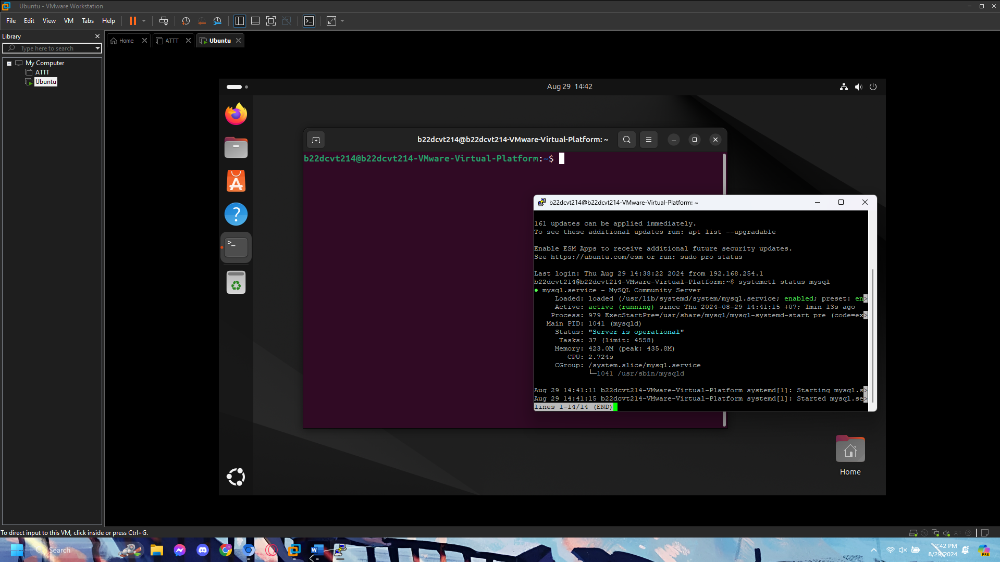 Ubuntu - VMware Workstation
File Edit View VM Tabs Help
Library
Type here to search
My Computer
ATTT
Ubuntu
Home
ATTT
Ubuntu
Aug 29 14:42
b22dcvt214@b22dcvt214-VMware-Virtual-Platform: ~
b22dcvt214@b22dcvt214-VMware-Virtual-Platform:~$
b22dcvt214@b22dcvt214-VMware-Virtual-Platform: ~
161 updates can be applied immediately.
To see these additional updates run: apt list --upgradable
Enable ESM Apps to receive additional future security updates.
See https://ubuntu.com/esm or run: sudo pro status
Last login: Thu Aug 29 14:38:22 2024 from 192.168.254.1
b22dcvt214@b22dcvt214-VMware-Virtual-Platform:~$ systemctl status mysql
● mysql.service - MySQL Community Server
Loaded: loaded (/usr/lib/systemd/system/mysql.service; enabled; preset: en>
Active: active (running) since Thu 2024-08-29 14:41:15 +07; 1min 13s ago
Process: 979 ExecStartPre=/usr/share/mysql/mysql-systemd-start pre (code=ex>
Main PID: 1041 (mysqld)
Status: "Server is operational"
Tasks: 37 (limit: 4558)
Memory: 423.0M (peak: 435.8M)
CPU: 2.724s
CGroup: /system.slice/mysql.service
└─1041 /usr/sbin/mysqld
Aug 29 14:41:11 b22dcvt214-VMware-Virtual-Platform systemd[1]: Starting mysql.s>
Aug 29 14:41:15 b22dcvt214-VMware-Virtual-Platform systemd[1]: Started mysql.se>
lines 1-14/14 (END)
Home
To direct input to this VM, click inside or press Ctrl+G.
Search
2:42 PM
8/29/2024
PRE